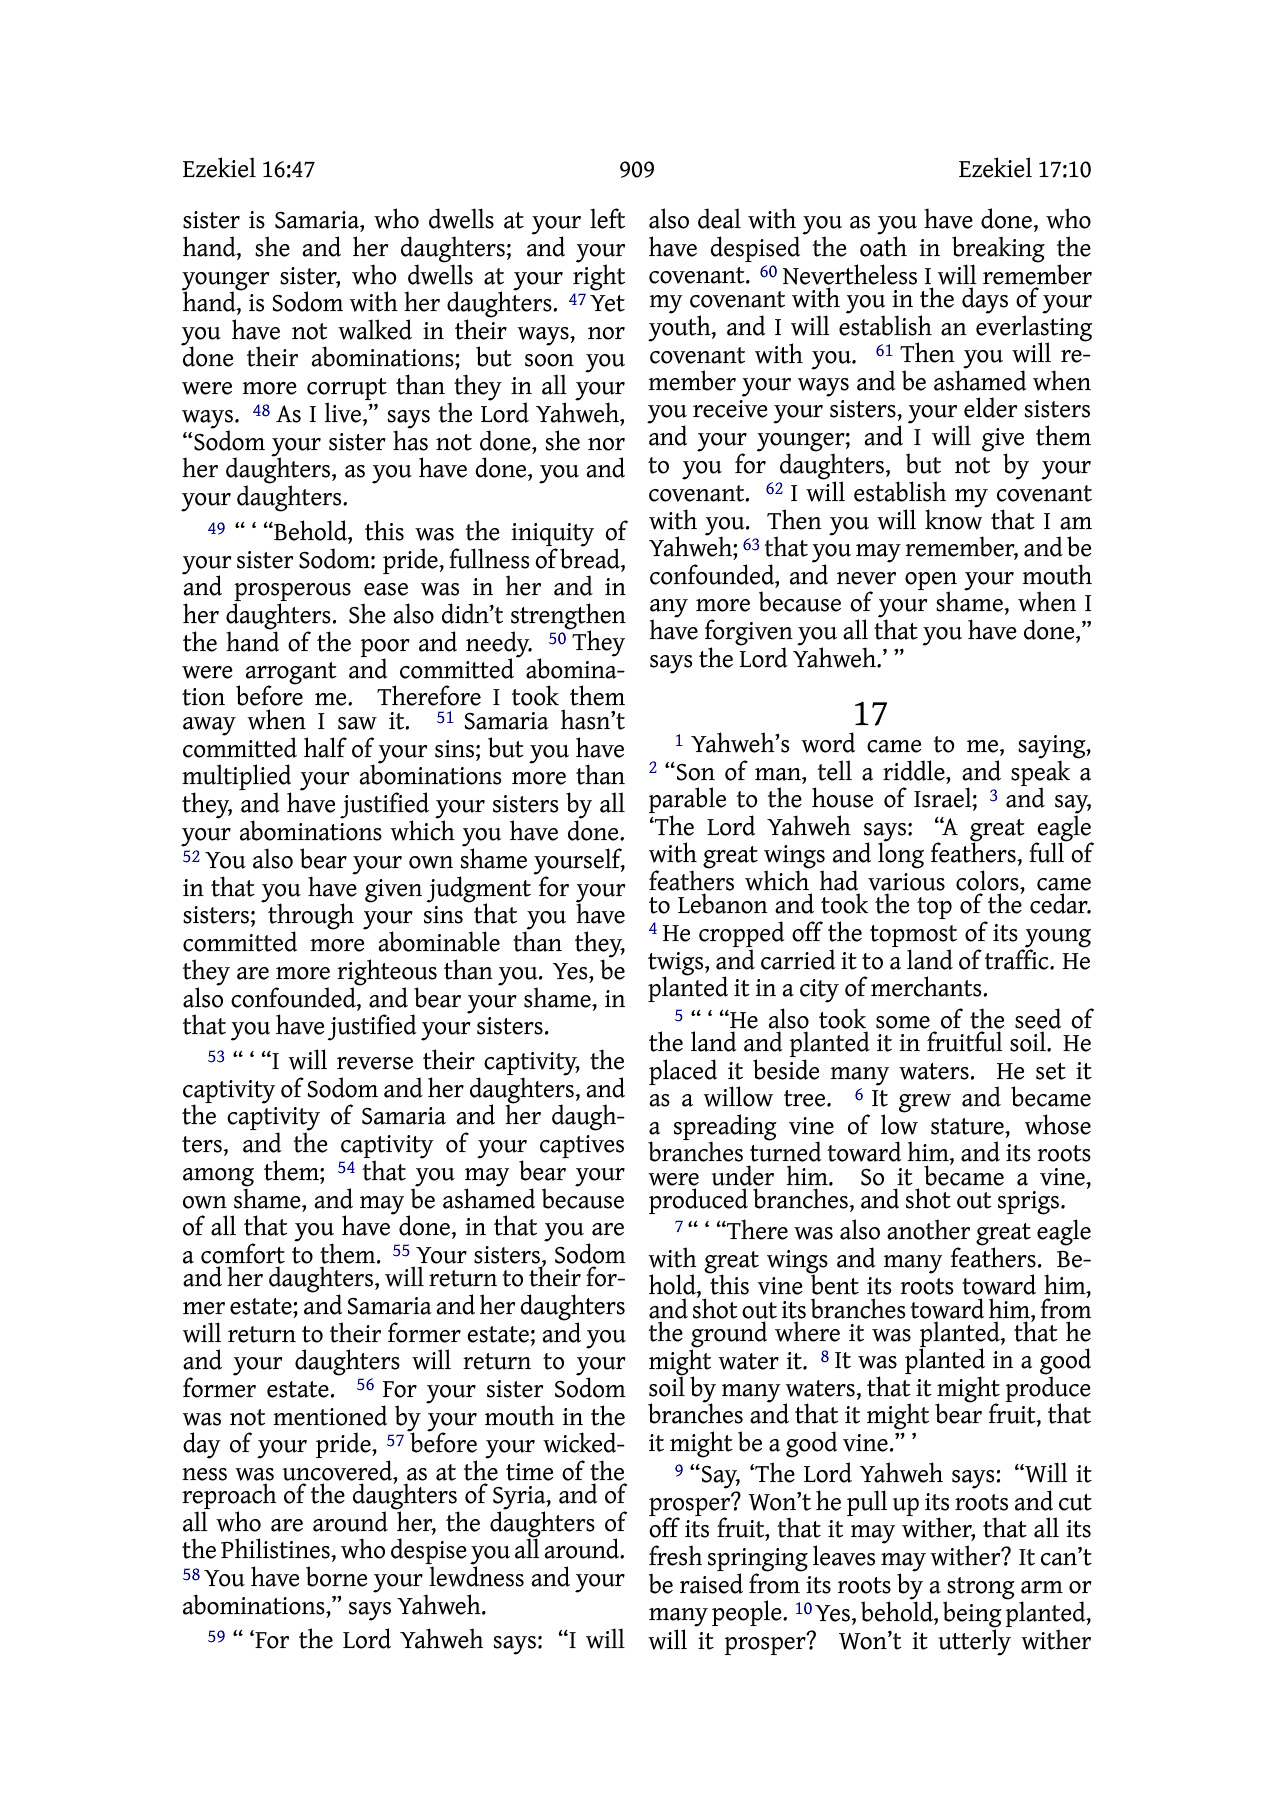 Ezekiel 16:47 909 Ezekiel 17:10
sister is Samaria, who dwells at your left
hand, she and her daughters; and your
younger sister, who dwells at your right
hand, is Sodom with her daughters. 47 Yet
you have not walked in their ways, nor
done their abominations; but soon you
were more corrupt than they in all your
ways. 48 As I live,” says the Lord Yahweh,
“Sodom your sister has not done, she nor
her daughters, as you have done, you and
your daughters.
49 “ ‘ “Behold, this was the iniquity of
your sister Sodom: pride, fullness of bread,
and prosperous ease was in her and in
her daughters. She also didn’t strengthen
the hand of the poor and needy. 50 They
were arrogant and committed abomina-
tion before me. Therefore I took them
away when I saw it. 51 Samaria hasn’t
committed half of your sins; but you have
multiplied your abominations more than
they, and have justified your sisters by all
your abominations which you have done.
52 You also bear your own shame yourself,
in that you have given judgment for your
sisters; through your sins that you have
committed more abominable than they,
they are more righteous than you. Yes, be
also confounded, and bear your shame, in
that you have justified your sisters.
53 “ ‘ “I will reverse their captivity, the
captivity of Sodom and her daughters, and
the captivity of Samaria and her daugh-
ters, and the captivity of your captives
among them; 54 that you may bear your
own shame, and may be ashamed because
of all that you have done, in that you are
a comfort to them. 55 Your sisters, Sodom
and her daughters, will return to their for-
mer estate; and Samaria and her daughters
will return to their former estate; and you
and your daughters will return to your
former estate. 56 For your sister Sodom
was not mentioned by your mouth in the
day of your pride, 57 before your wicked-
ness was uncovered, as at the time of the
reproach of the daughters of Syria, and of
all who are around her, the daughters of
the Philistines, who despise you all around.
58 You have borne your lewdness and your
abominations,” says Yahweh.
59 “ ‘For the Lord Yahweh says: “I will
also deal with you as you have done, who
have despised the oath in breaking the
covenant. 60 Nevertheless I will remember
my covenant with you in the days of your
youth, and I will establish an everlasting
covenant with you. 61 Then you will re-
member your ways and be ashamed when
you receive your sisters, your elder sisters
and your younger; and I will give them
to you for daughters, but not by your
covenant. 62 I will establish my covenant
with you. Then you will know that I am
Yahweh; 63 that you may remember, and be
confounded, and never open your mouth
any more because of your shame, when I
have forgiven you all that you have done,”
says the Lord Yahweh.’ ”
17
1 Yahweh’s word came to me, saying,
2 “Son of man, tell a riddle, and speak a
parable to the house of Israel; 3 and say,
‘The Lord Yahweh says: “A great eagle
with great wings and long feathers, full of
feathers which had various colors, came
to Lebanon and took the top of the cedar.
4 He cropped off the topmost of its young
twigs, and carried it to a land of traffic. He
planted it in a city of merchants.
5 “ ‘ “He also took some of the seed of
the land and planted it in fruitful soil. He
placed it beside many waters. He set it
as a willow tree. 6 It grew and became
a spreading vine of low stature, whose
branches turned toward him, and its roots
were under him. So it became a vine,
produced branches, and shot out sprigs.
7 “ ‘ “There was also another great eagle
with great wings and many feathers. Be-
hold, this vine bent its roots toward him,
and shot out its branches toward him, from
the ground where it was planted, that he
might water it. 8 It was planted in a good
soil by many waters, that it might produce
branches and that it might bear fruit, that
it might be a good vine.” ’
9 “Say, ‘The Lord Yahweh says: “Will it
prosper? Won’t he pull up its roots and cut
off its fruit, that it may wither, that all its
fresh springing leaves may wither? It can’t
be raised from its roots by a strong arm or
many people. 10 Yes, behold, being planted,
will it prosper? Won’t it utterly wither